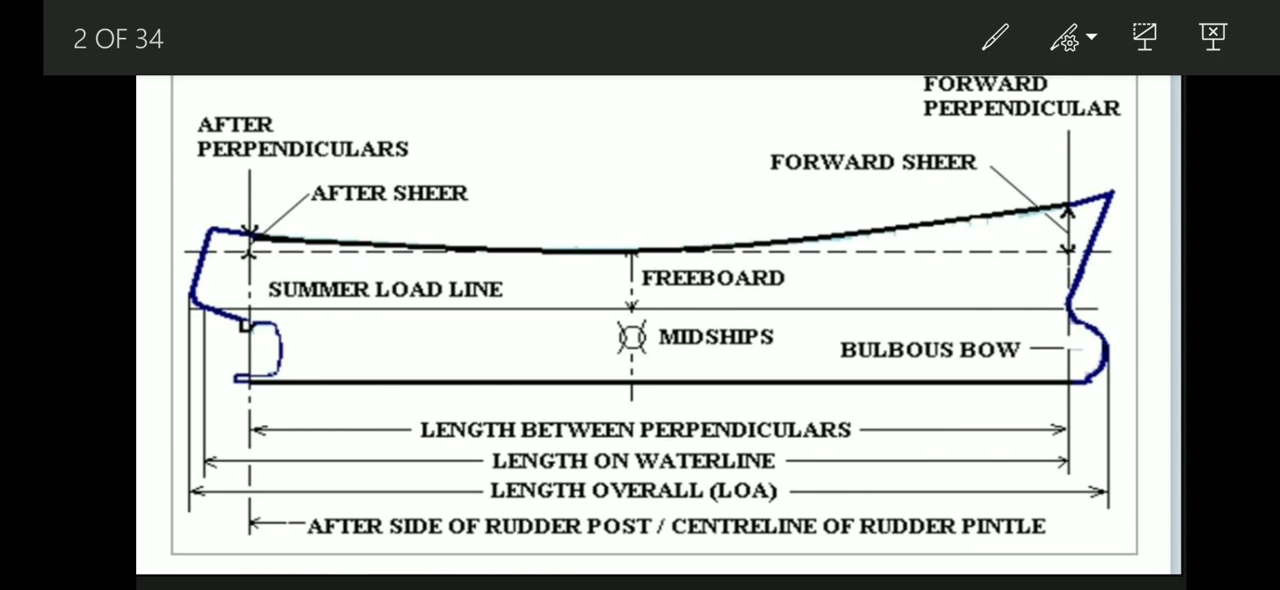 2 OF 34
FORWARD
PERPENDICULAR
AFTER
PERPENDICULARS
FORWARD SHEER
AFTER SHEER
FREEBOARD
SUMMER LOAD LINE
MIDSHIPS
BULBOUS BOW
LENGTH BETWEEN PERPENDICULARS
LENGTH ON WATERLINE
LENGTH OVERALL (LOA)
AFTER SIDE OF RUDDER POST / CENTRELINE OF RUDDER PINTLE